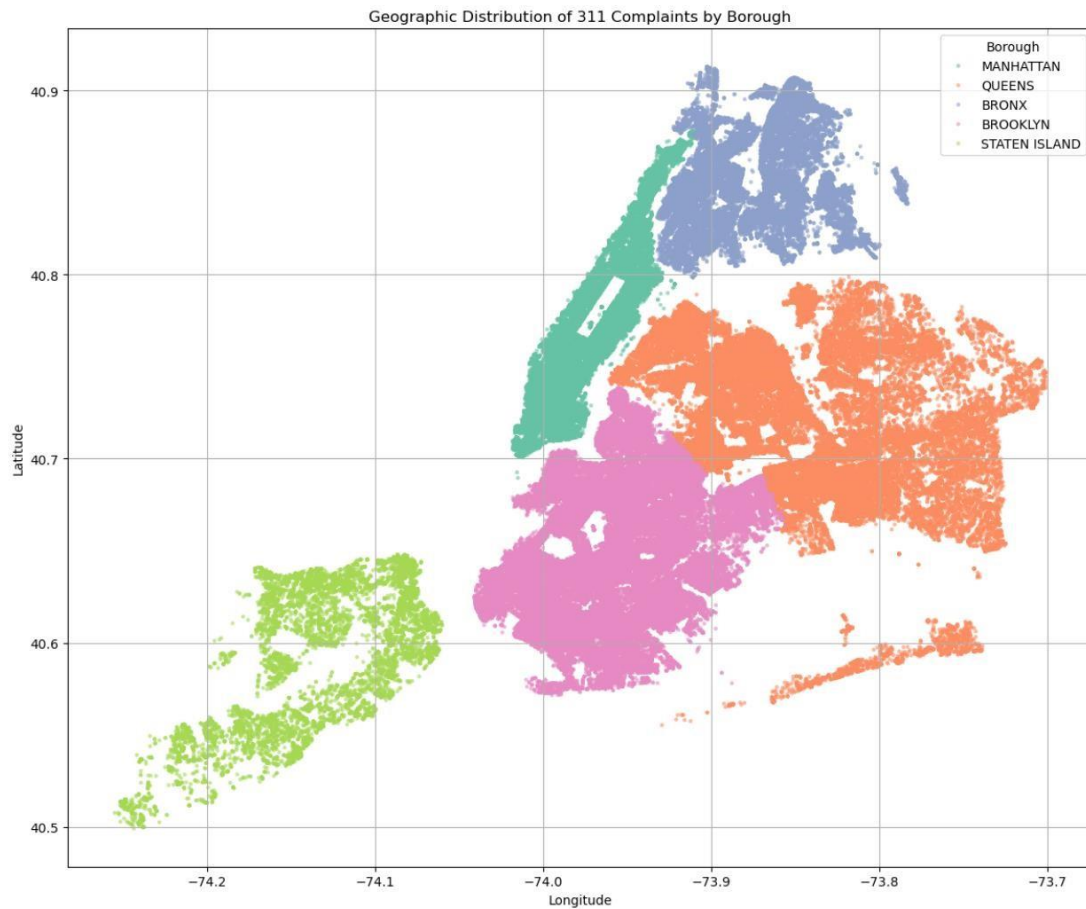 Geographic Distribution of 311 Complaints by Borough
Borough
MANHATTAN
QUEENS
BRONX
BROOKLYN
STATEN ISLAND
40.9
40.8
40.7
40.6
40.5
Latitude
−74.2
−74.1
−74.0
−73.9
−73.8
−73.7
Longitude